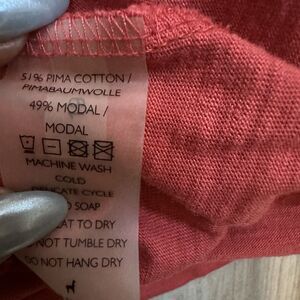 51% PIMA COTTON /
PIMABAUMWOLLE
49% MODAL /
MODAL
MACHINE WASH
COLD
DELICATE CYCLE
SOAP
TO DRY
NOT TUMBLE DRY
DO NOT HANG DRY